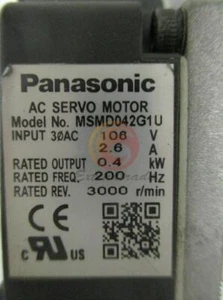 Panasonic
AC SERVO MOTOR
Model No. MSMD042G1U
INPUT 3ØAC 106 V
2.6 A
RATED OUTPUT 0.4 kW
RATED FREQ. 200 Hz
RATED REV. 3000 r/min
CE
c RU US